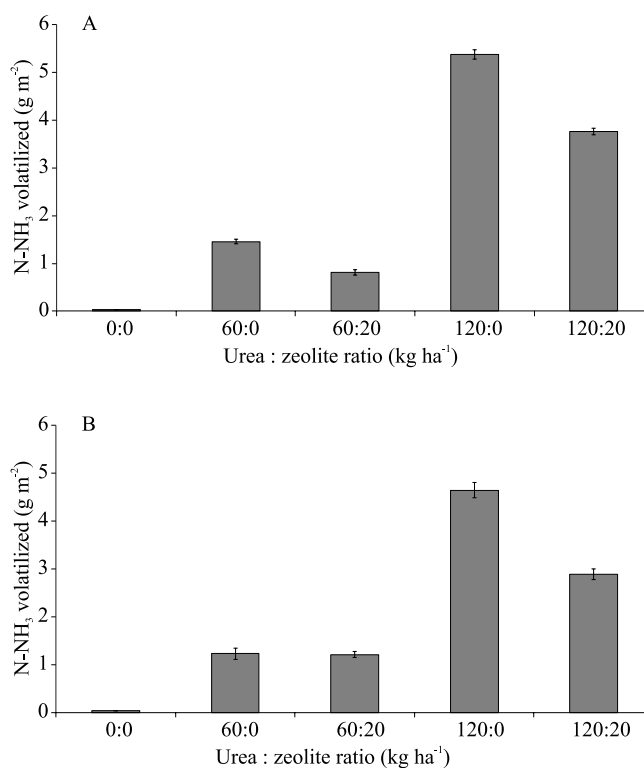 A
N-NH₃ volatilized (g m⁻²)
6
5
4
3
2
1
0
0:0 60:0 60:20 120:0 120:20
Urea : zeolite ratio (kg ha⁻¹)
B
N-NH₃ volatilized (g m⁻²)
6
5
4
3
2
1
0
0:0 60:0 60:20 120:0 120:20
Urea : zeolite ratio (kg ha⁻¹)